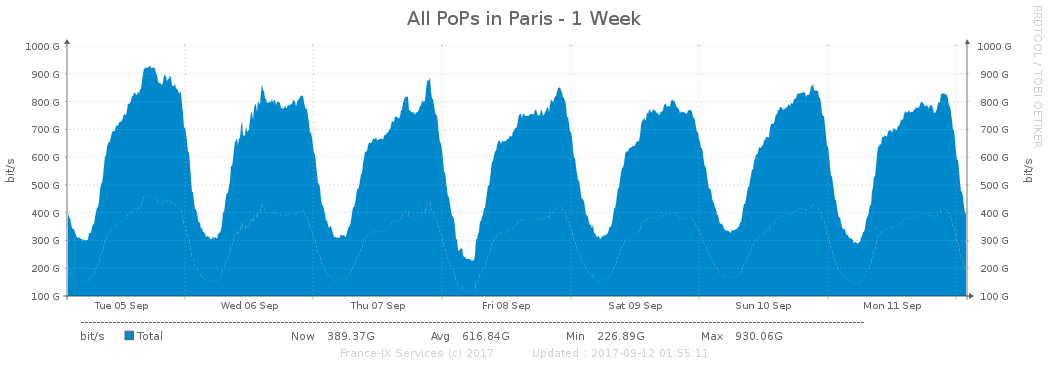 All PoPs in Paris - 1 Week
RRDTOOL / TOBI OETIKER
1000 G 1000 G
900 G 900 G
800 G 800 G
700 G 700 G
600 G 600 G
500 G 500 G
400 G 400 G
300 G 300 G
200 G 200 G
100 G 100 G
bit/s bit/s
Tue 05 Sep Wed 06 Sep Thu 07 Sep Fri 08 Sep Sat 09 Sep Sun 10 Sep Mon 11 Sep
bit/s Total Now 389.37G Avg 616.84G Min 226.89G Max 930.06G
France-IX Services (c) 2017 Updated : 2017-09-12 01:55:11